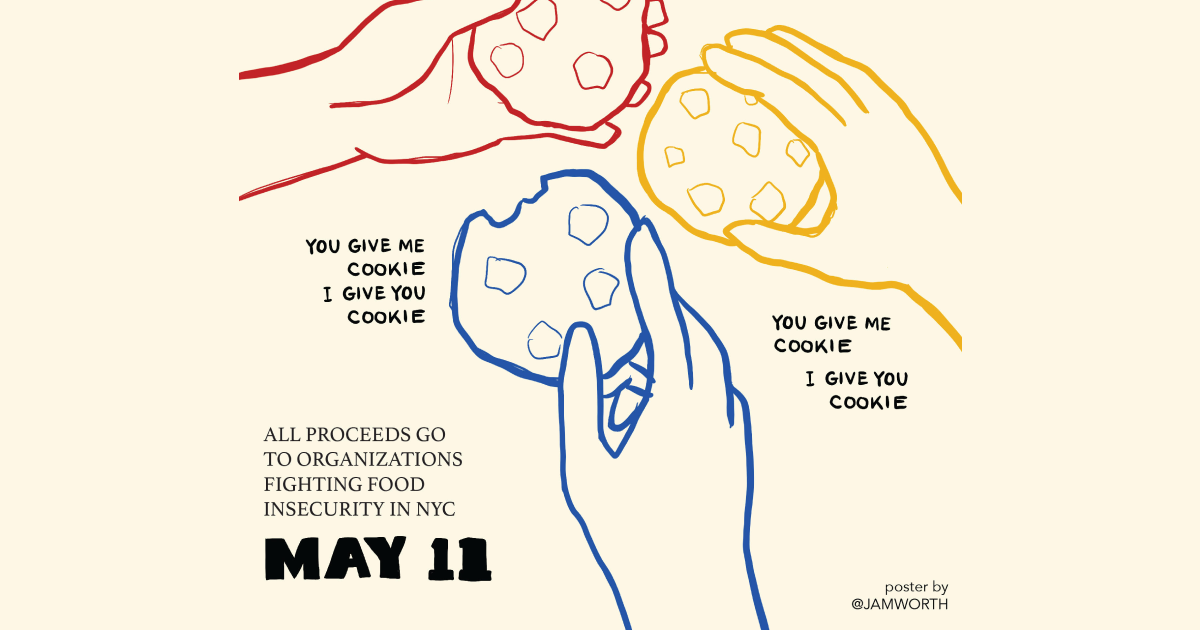 YOU GIVE ME
COOKIE
I GIVE YOU
COOKIE
YOU GIVE ME
COOKIE
I GIVE YOU
COOKIE
ALL PROCEEDS GO
TO ORGANIZATIONS
FIGHTING FOOD
INSECURITY IN NYC
MAY 11
poster by
@JAMWORTH